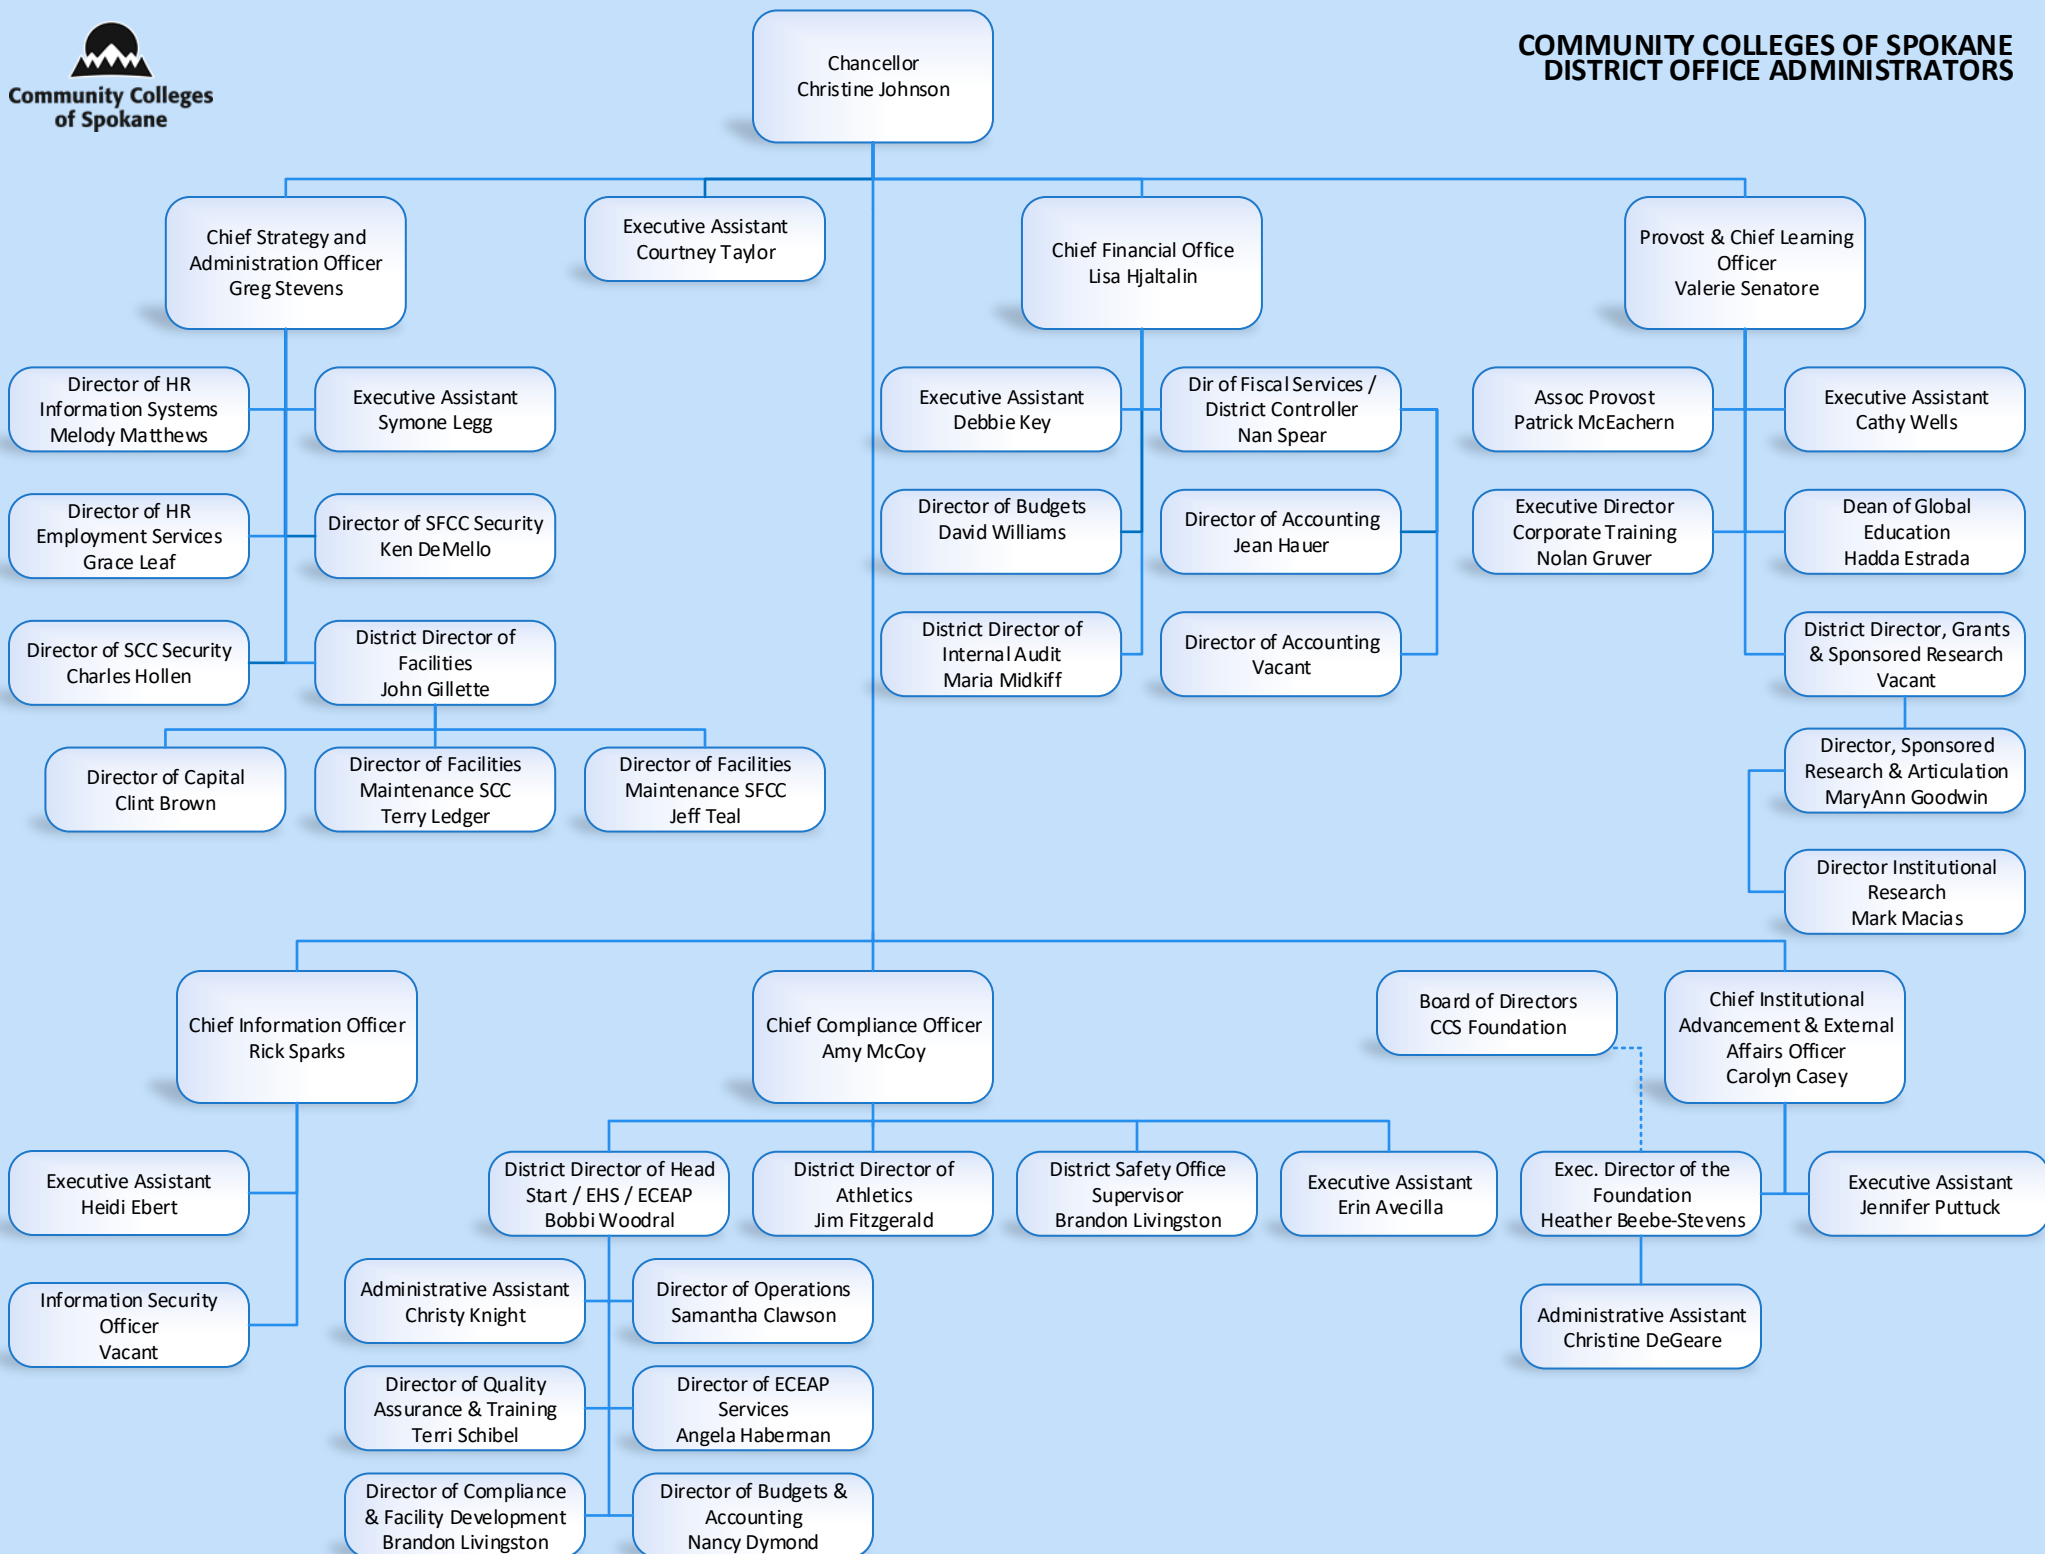 Community Colleges
of Spokane
COMMUNITY COLLEGES OF SPOKANE
DISTRICT OFFICE ADMINISTRATORS
Chancellor
Christine Johnson
Chief Strategy and
Administration Officer
Greg Stevens
Executive Assistant
Courtney Taylor
Chief Financial Office
Lisa Hjaltalin
Provost & Chief Learning
Officer
Valerie Senatore
Director of HR
Information Systems
Melody Matthews
Executive Assistant
Symone Legg
Executive Assistant
Debbie Key
Dir of Fiscal Services /
District Controller
Nan Spear
Assoc Provost
Patrick McEachern
Executive Assistant
Cathy Wells
Director of HR
Employment Services
Grace Leaf
Director of SFCC Security
Ken DeMello
Director of Budgets
David Williams
Director of Accounting
Jean Hauer
Executive Director
Corporate Training
Nolan Gruver
Dean of Global
Education
Hadda Estrada
Director of SCC Security
Charles Hollen
District Director of
Facilities
John Gillette
District Director of
Internal Audit
Maria Midkiff
Director of Accounting
Vacant
District Director, Grants
& Sponsored Research
Vacant
Director of Capital
Clint Brown
Director of Facilities
Maintenance SCC
Terry Ledger
Director of Facilities
Maintenance SFCC
Jeff Teal
Director, Sponsored
Research & Articulation
MaryAnn Goodwin
Director Institutional
Research
Mark Macias
Chief Information Officer
Rick Sparks
Chief Compliance Officer
Amy McCoy
Board of Directors
CCS Foundation
Chief Institutional
Advancement & External
Affairs Officer
Carolyn Casey
Executive Assistant
Heidi Ebert
District Director of Head
Start / EHS / ECEAP
Bobbi Woodral
District Director of
Athletics
Jim Fitzgerald
District Safety Office
Supervisor
Brandon Livingston
Executive Assistant
Erin Avecilla
Exec. Director of the
Foundation
Heather Beebe-Stevens
Executive Assistant
Jennifer Puttuck
Information Security
Officer
Vacant
Administrative Assistant
Christy Knight
Director of Operations
Samantha Clawson
Administrative Assistant
Christine DeGeare
Director of Quality
Assurance & Training
Terri Schibel
Director of ECEAP
Services
Angela Haberman
Director of Compliance
& Facility Development
Brandon Livingston
Director of Budgets &
Accounting
Nancy Dymond